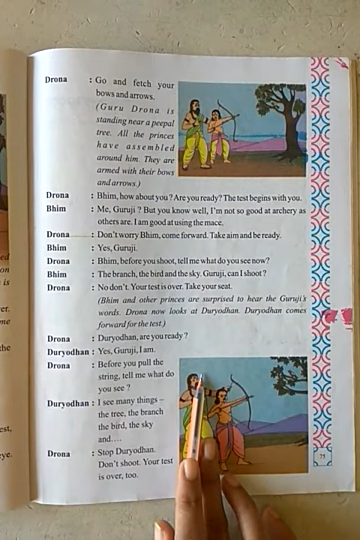 Drona : Go and fetch your
bows and arrows.
(Guru Drona is
standing near a peepal
tree. All the princes
have assembled
around him. They are
armed with their bows
and arrows.)
Drona : Bhim, how about you? Are you ready? The test begins with you.
Bhim : Me, Guruji? But you know well, I'm not so good at archery as
others are. I am good at using the mace.
Drona : Don't worry Bhim, come forward. Take aim and be ready.
Bhim : Yes, Guruji.
Drona : Bhim, before you shoot, tell me what do you see now?
Bhim : The branch, the bird and the sky. Guruji, can I shoot?
Drona : No don't. Your test is over. Take your seat.
(Bhim and other princes are surprised to hear the Guruji's
words. Drona now looks at Duryodhan. Duryodhan comes
forward for the test.)
Drona : Duryodhan, are you ready?
Duryodhan : Yes, Guruji, I am.
Drona : Before you pull the
string, tell me what do
you see?
Duryodhan : I see many things –
the tree, the branch
the bird, the sky
and....
Drona : Stop Duryodhan.
Don't shoot. Your test
is over, too.
75